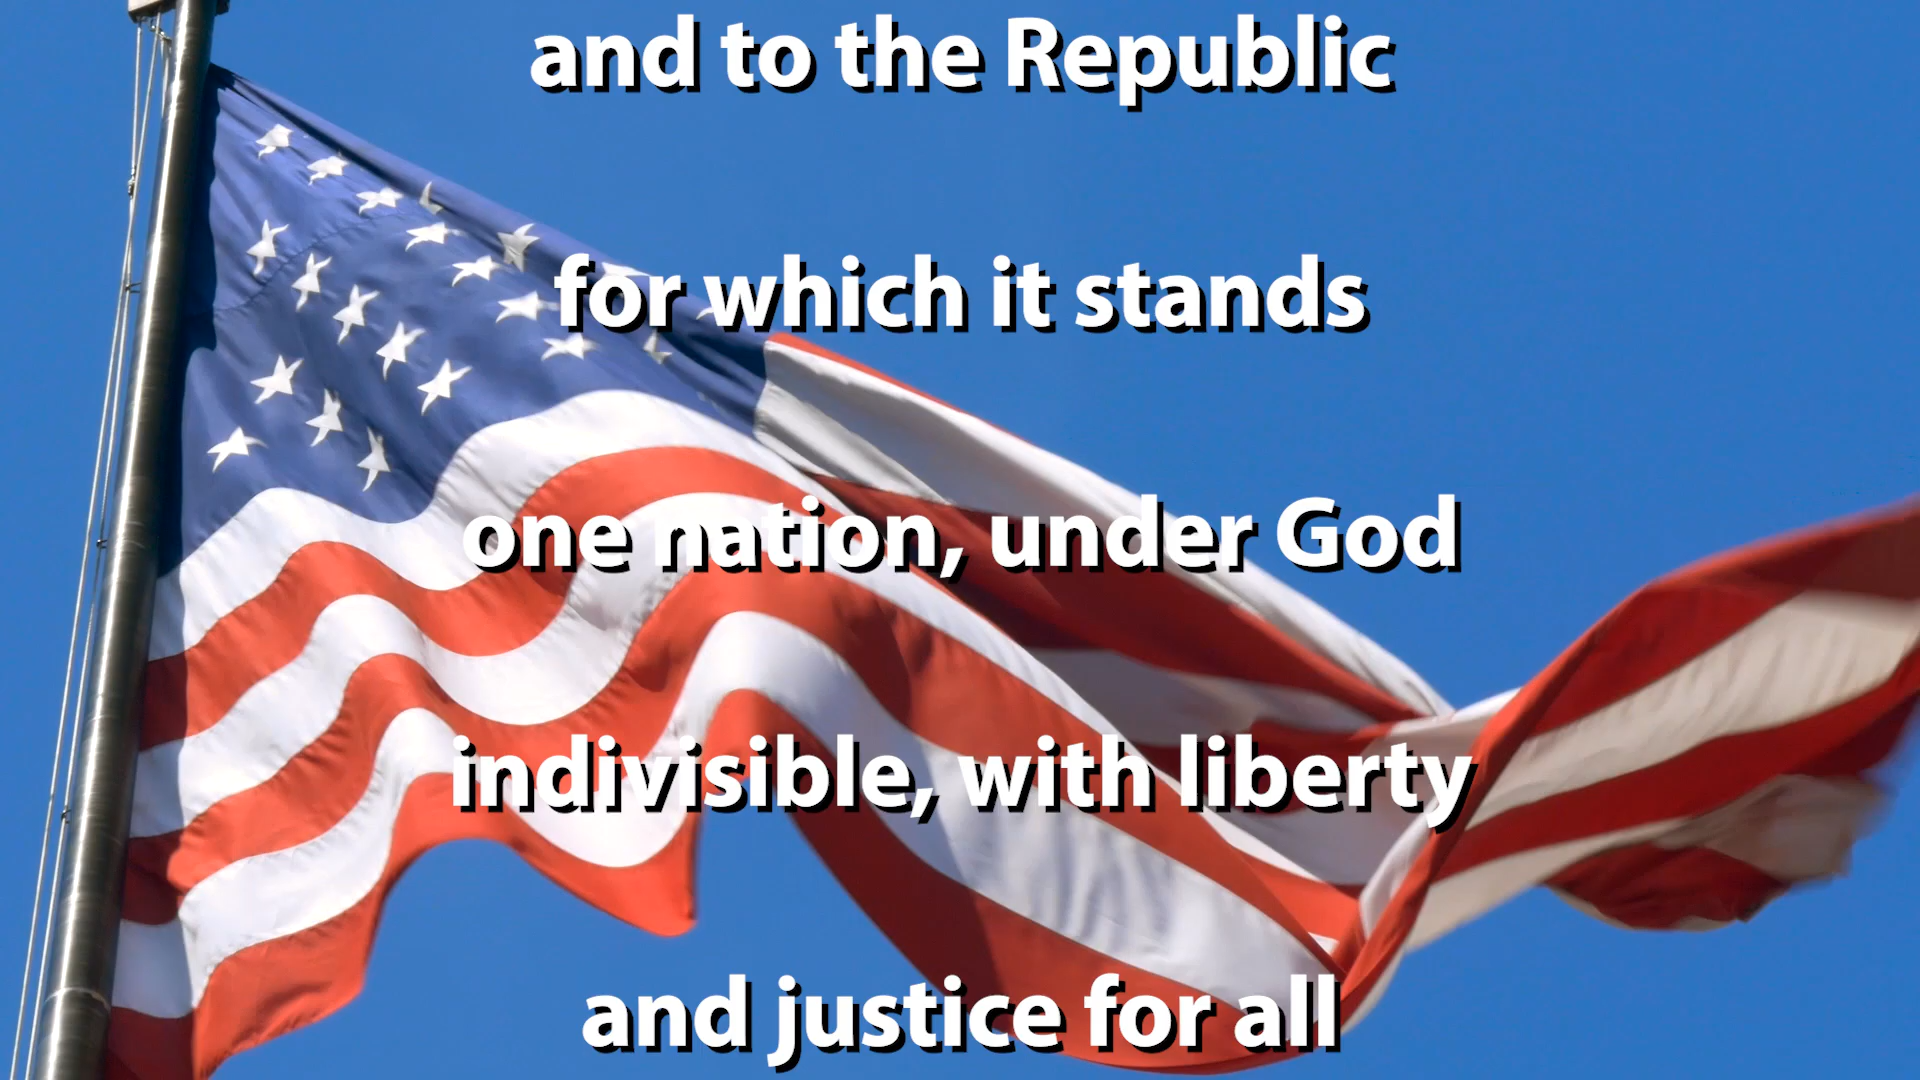 and to the Republic
for which it stands
one nation, under God
indivisible, with liberty
and justice for all